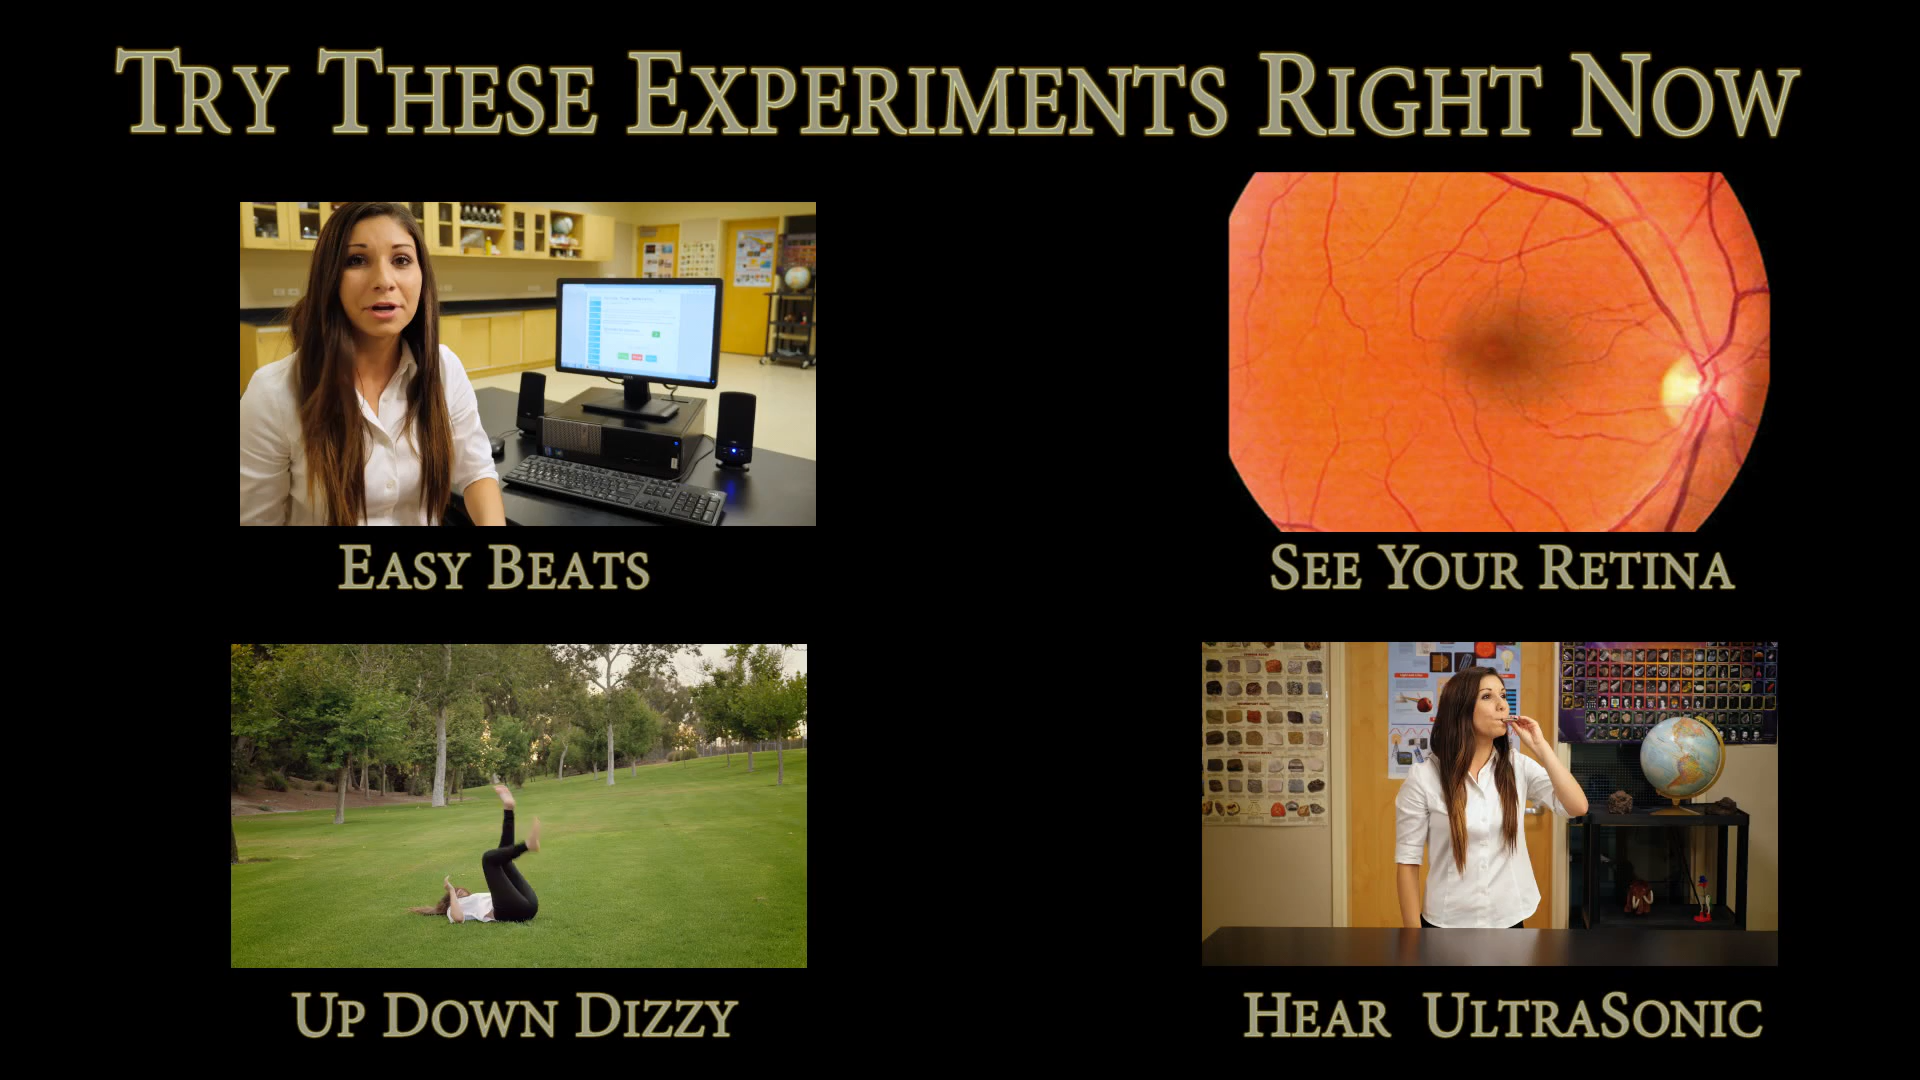 Try These Experiments Right Now
Easy Beats
See Your Retina
Up Down Dizzy
Hear UltraSonic